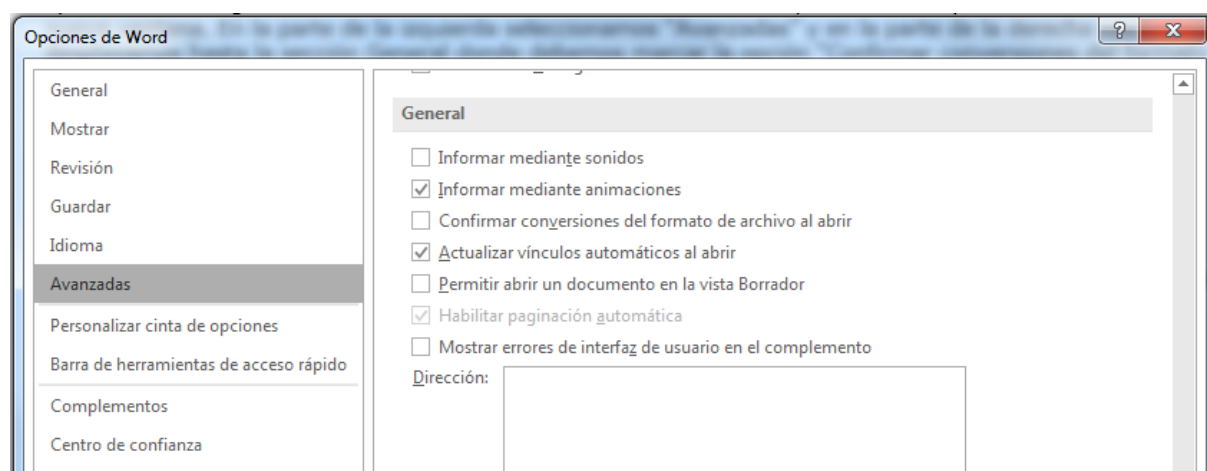 Opciones de Word
?
X
General
Mostrar
Revisión
Guardar
Idioma
Avanzadas
Personalizar cinta de opciones
Barra de herramientas de acceso rápido
Complementos
Centro de confianza
General
Informar mediante sonidos
Informar mediante animaciones
Confirmar conversiones del formato de archivo al abrir
Actualizar vínculos automáticos al abrir
Permitir abrir un documento en la vista Borrador
Habilitar paginación automática
Mostrar errores de interfaz de usuario en el complemento
Dirección: